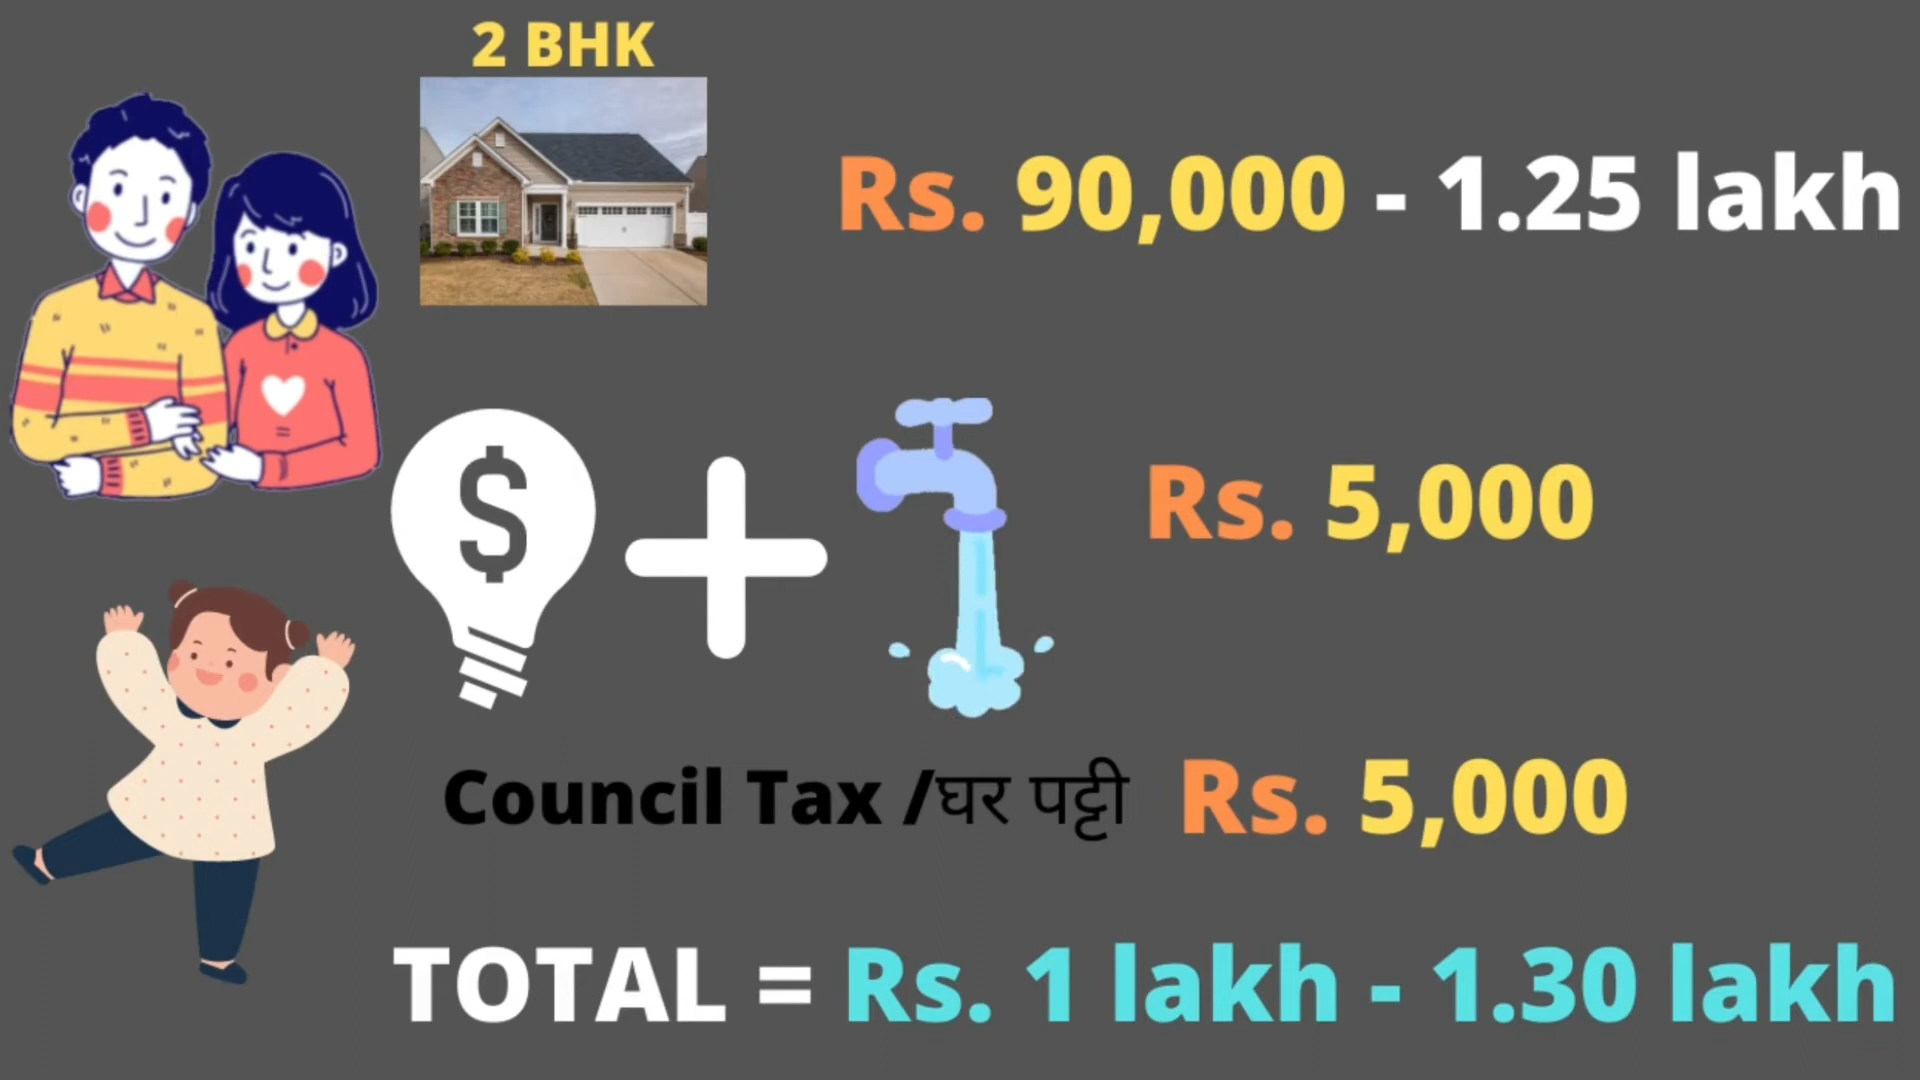 2 BHK
Rs. 90,000 - 1.25 lakh
$
Rs. 5,000
Council Tax /घर पट्टी Rs. 5,000
TOTAL = Rs. 1 lakh - 1.30 lakh